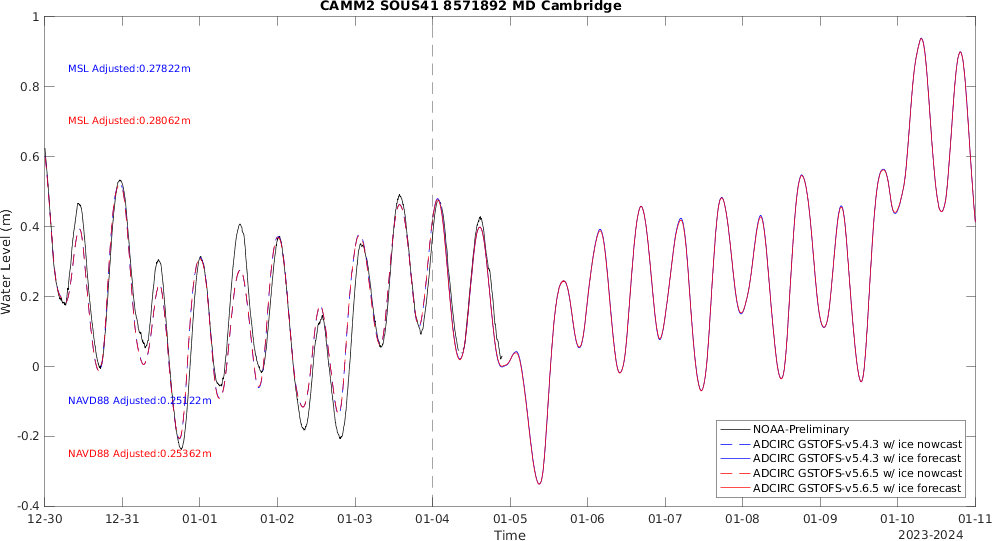 CAMM2 SOUS41 8571892 MD Cambridge
1
0.8
0.6
0.4
0.2
0
-0.2
-0.4
Water Level (m)
MSL Adjusted:0.27822m
MSL Adjusted:0.28062m
NAVD88 Adjusted:0.25122m
NAVD88 Adjusted:0.25362m
NOAA-Preliminary
ADCIRC GSTOFS-v5.4.3 w/ ice nowcast
ADCIRC GSTOFS-v5.4.3 w/ ice forecast
ADCIRC GSTOFS-v5.6.5 w/ ice nowcast
ADCIRC GSTOFS-v5.6.5 w/ ice forecast
12-30 12-31 01-01 01-02 01-03 01-04 01-05 01-06 01-07 01-08 01-09 01-10 01-11
Time
2023-2024